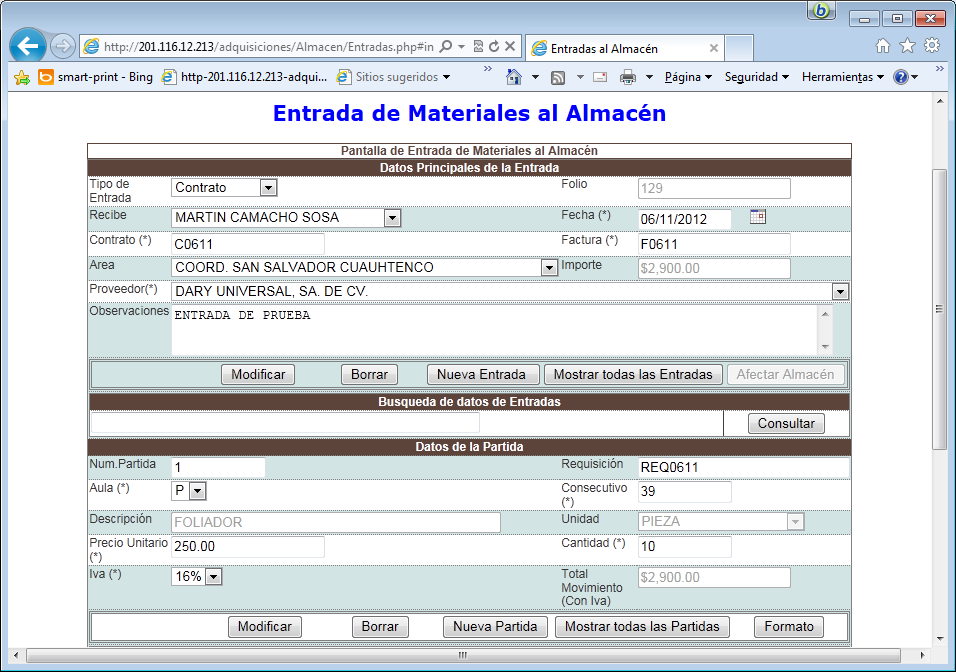 http://201.116.12.213/adquisiciones/Almacen/Entradas.php#in
Entradas al Almacén
smart-print - Bing
http-201.116.12.213-adqui...
Sitios sugeridos
Página
Seguridad
Herramientas
Entrada de Materiales al Almacén
Pantalla de Entrada de Materiales al Almacén
Datos Principales de la Entrada
Tipo de Entrada Contrato Folio 129
Recibe MARTIN CAMACHO SOSA Fecha (*) 06/11/2012
Contrato (*) C0611 Factura (*) F0611
Area COORD. SAN SALVADOR CUAUHTENCO Importe $2,900.00
Proveedor(*) DARY UNIVERSAL, SA. DE CV.
Observaciones ENTRADA DE PRUEBA
Modificar Borrar Nueva Entrada Mostrar todas las Entradas Afectar Almacén
Busqueda de datos de Entradas
Consultar
Datos de la Partida
Num.Partida 1 Requisición REQ0611
Aula (*) P Consecutivo (*) 39
Descripción FOLIADOR Unidad PIEZA
Precio Unitario (*) 250.00 Cantidad (*) 10
Iva (*) 16% Total Movimiento (Con Iva) $2,900.00
Modificar Borrar Nueva Partida Mostrar todas las Partidas Formato